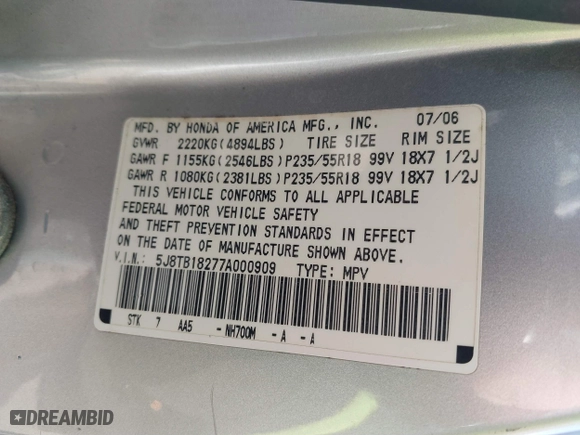 MFD. BY HONDA OF AMERICA MFG., INC. 07/06
GVWR 2220KG(4894LBS) TIRE SIZE RIM SIZE
GAWR F 1155KG(2546LBS)P235/55R18 99V 18X7 1/2J
GAWR R 1080KG(2381LBS)P235/55R18 99V 18X7 1/2J
THIS VEHICLE CONFORMS TO ALL APPLICABLE
FEDERAL MOTOR VEHICLE SAFETY
AND THEFT PREVENTION STANDARDS IN EFFECT
ON THE DATE OF MANUFACTURE SHOWN ABOVE.
V.I.N.: 5J8TB18277A000909 TYPE: MPV
STK 7 AA5 -NH700M -A -A
DREAMBID